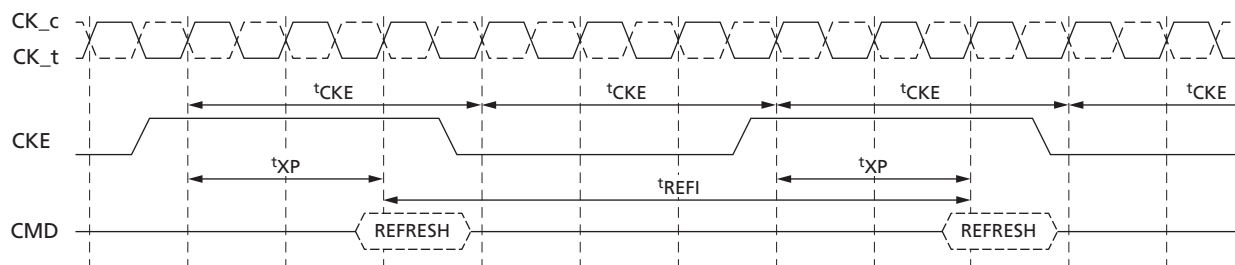 CK_c
CK_t
tCKE tCKE tCKE tCKE
CKE
tXP tXP
tREFI
CMD REFRESH REFRESH